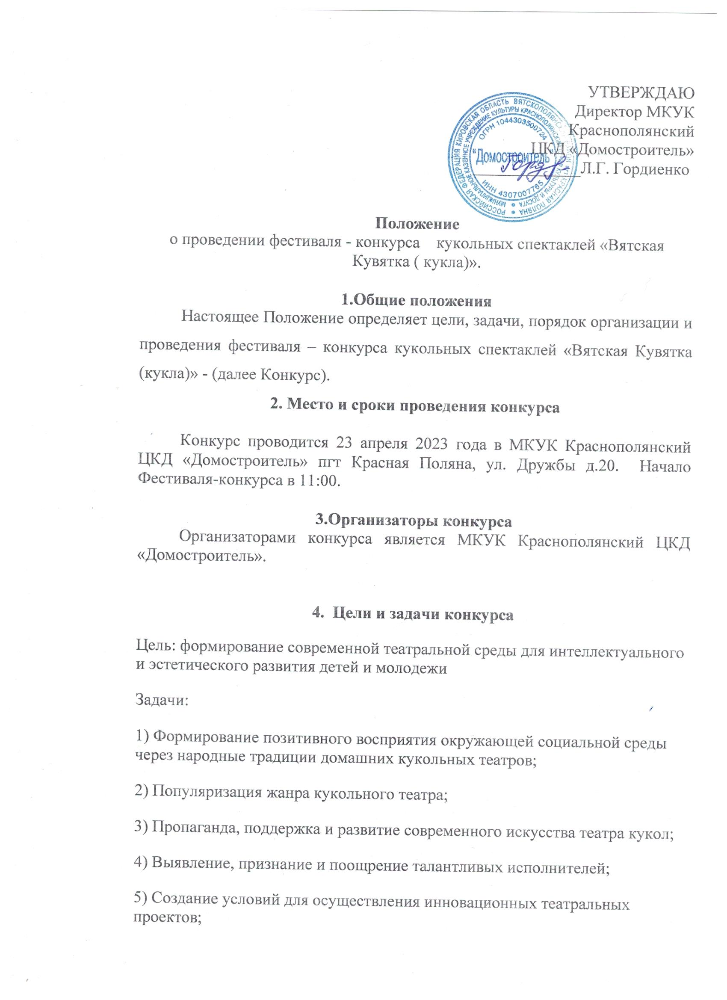 УТВЕРЖДАЮ
Директор МКУК
Краснополянский
ЦКД «Домостроитель»
Л.Г. Гордиенко
РОССИЙСКАЯ ФЕДЕРАЦИЯ КИРОВСКАЯ ОБЛАСТЬ ВЯТСКОПОЛЯНСКИЙ РАЙОН ПГТ КРАСНАЯ ПОЛЯНА
МУНИЦИПАЛЬНОЕ КАЗЕННОЕ УЧРЕЖДЕНИЕ КУЛЬТУРЫ КРАСНОПОЛЯНСКИЙ ЦЕНТР КУЛЬТУРЫ И ДОСУГА
ОГРН 1044303500724
"Домостроитель"
ИНН 4307007765
Положение
о проведении фестиваля - конкурса кукольных спектаклей «Вятская
Кувятка ( кукла)».
1.Общие положения
Настоящее Положение определяет цели, задачи, порядок организации и
проведения фестиваля – конкурса кукольных спектаклей «Вятская Кувятка
(кукла)» - (далее Конкурс).
2. Место и сроки проведения конкурса
Конкурс проводится 23 апреля 2023 года в МКУК Краснополянский
ЦКД «Домостроитель» пгт Красная Поляна, ул. Дружбы д.20. Начало
Фестиваля-конкурса в 11:00.
3.Организаторы конкурса
Организаторами конкурса является МКУК Краснополянский ЦКД
«Домостроитель».
4. Цели и задачи конкурса
Цель: формирование современной театральной среды для интеллектуального
и эстетического развития детей и молодежи
Задачи:
1) Формирование позитивного восприятия окружающей социальной среды
через народные традиции домашних кукольных театров;
2) Популяризация жанра кукольного театра;
3) Пропаганда, поддержка и развитие современного искусства театра кукол;
4) Выявление, признание и поощрение талантливых исполнителей;
5) Создание условий для осуществления инновационных театральных
проектов;